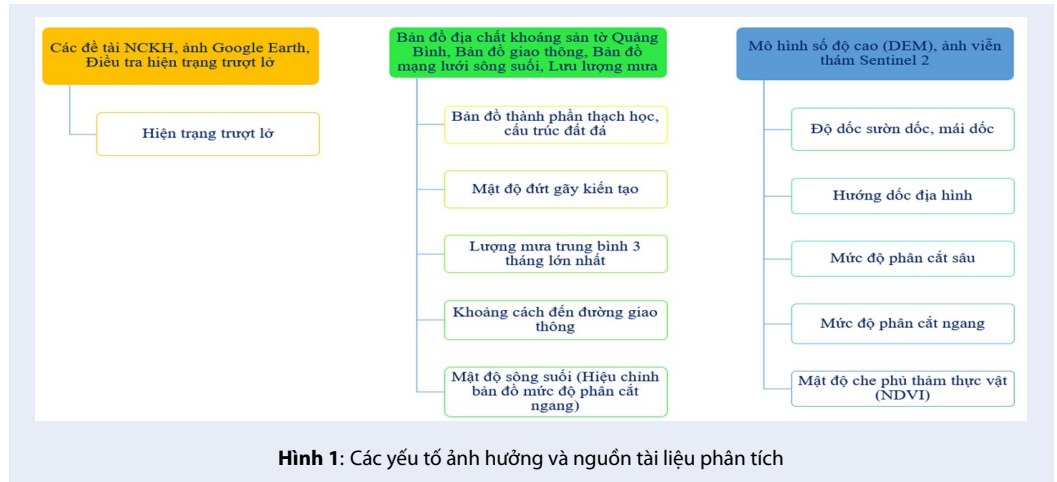 Các đề tài NCKH, ảnh Google Earth,
Điều tra hiện trạng trượt lở
Hiện trạng trượt lở
Bản đồ địa chất khoáng sản tờ Quảng
Bình, Bản đồ giao thông, Bản đồ
mạng lưới sông suối, Lưu lượng mưa
Bản đồ thành phần thạch học,
cấu trúc đất đá
Mật độ đứt gãy kiến tạo
Lượng mưa trung bình 3
tháng lớn nhất
Khoảng cách đến đường giao
thông
Mật độ sông suối (Hiệu chỉnh
bản đồ mức độ phân cắt
ngang)
Mô hình số độ cao (DEM), ảnh viễn
thám Sentinel 2
Độ dốc sườn dốc, mái dốc
Hướng dốc địa hình
Mức độ phân cắt sâu
Mức độ phân cắt ngang
Mật độ che phủ thảm thực vật
(NDVI)
Hình 1: Các yếu tố ảnh hưởng và nguồn tài liệu phân tích